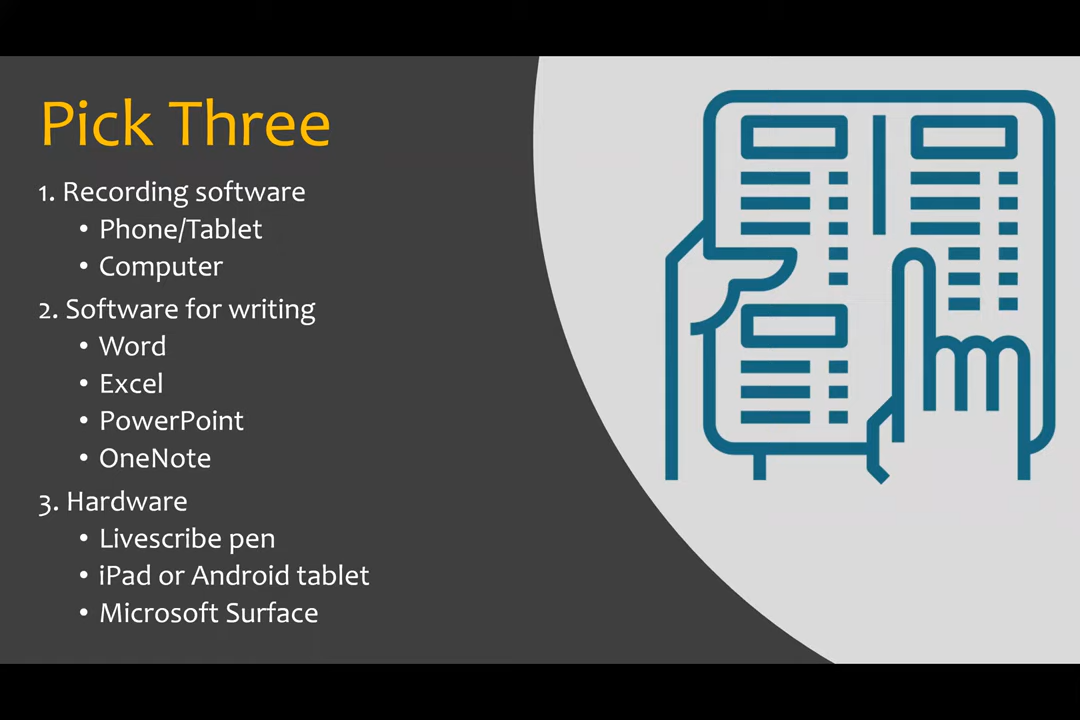 Pick Three
1. Recording software
• Phone/Tablet
• Computer
2. Software for writing
• Word
• Excel
• PowerPoint
• OneNote
3. Hardware
• Livescribe pen
• iPad or Android tablet
• Microsoft Surface